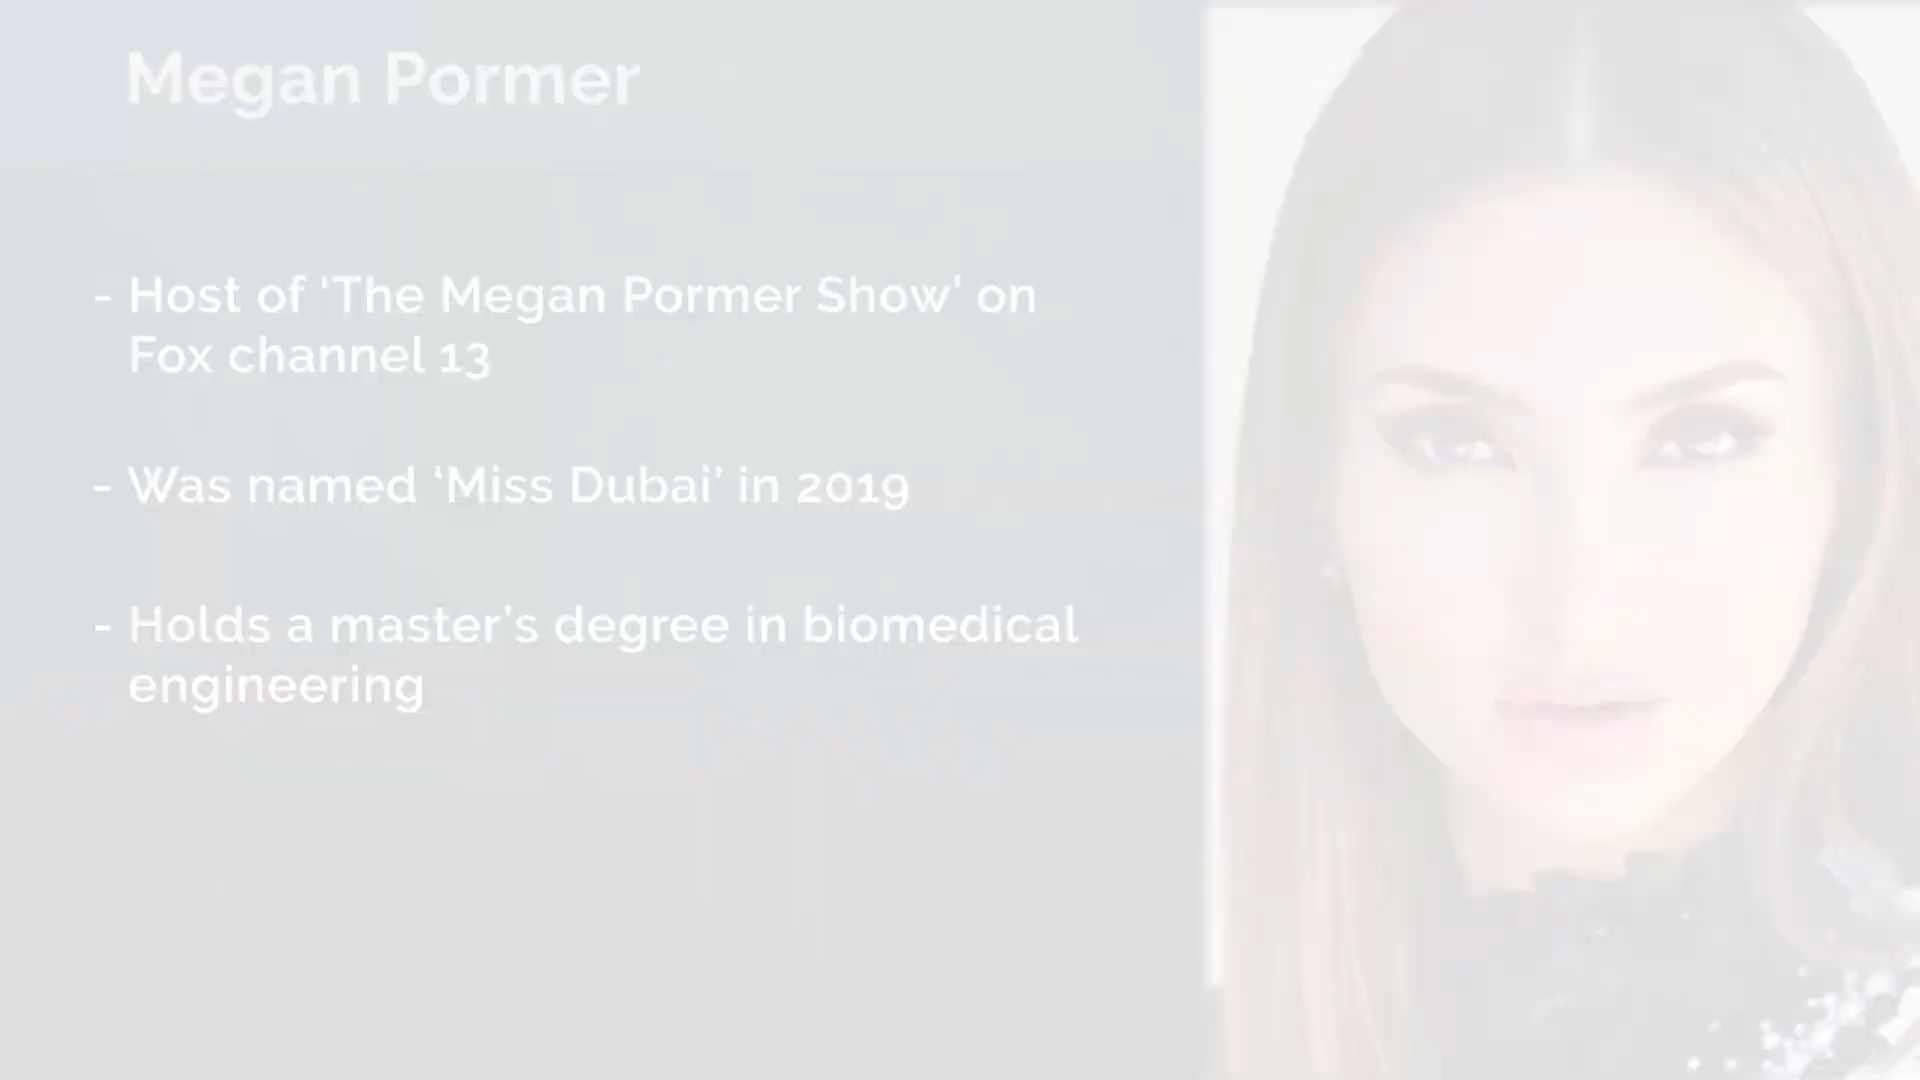 Megan Pormer
- Host of 'The Megan Pormer Show' on
Fox channel 13
- Was named ‘Miss Dubai’ in 2019
- Holds a master’s degree in biomedical
engineering